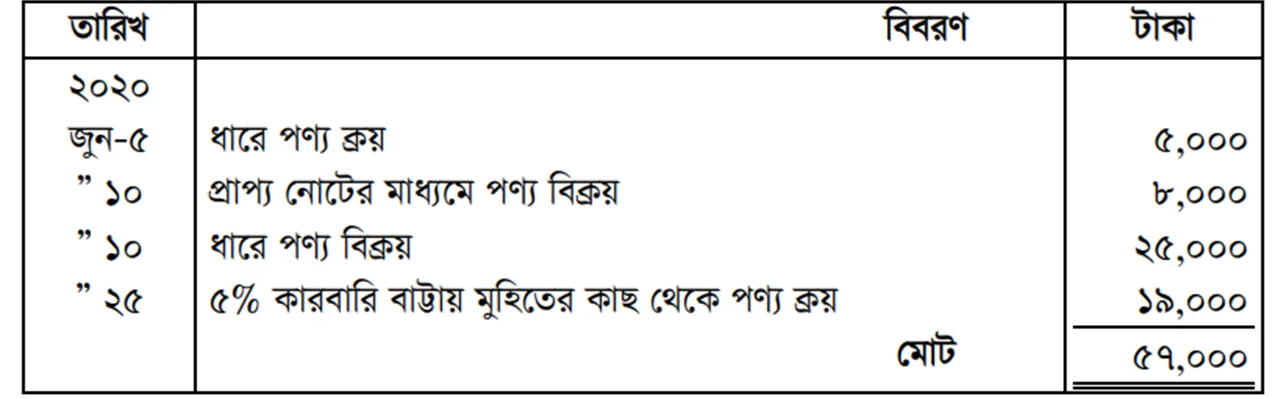 তারিখ বিবরণ টাকা
২০২০
জুন-৫ ধারে পণ্য ক্রয় ৫,০০০
” ১০ প্রাপ্য নোটের মাধ্যমে পণ্য বিক্রয় ৮,০০০
” ১০ ধারে পণ্য বিক্রয় ২৫,০০০
” ২৫ ৫% কারবারি বাট্টায় মুহিতের কাছ থেকে পণ্য ক্রয় ১৯,০০০
মোট ৫৭,০০০